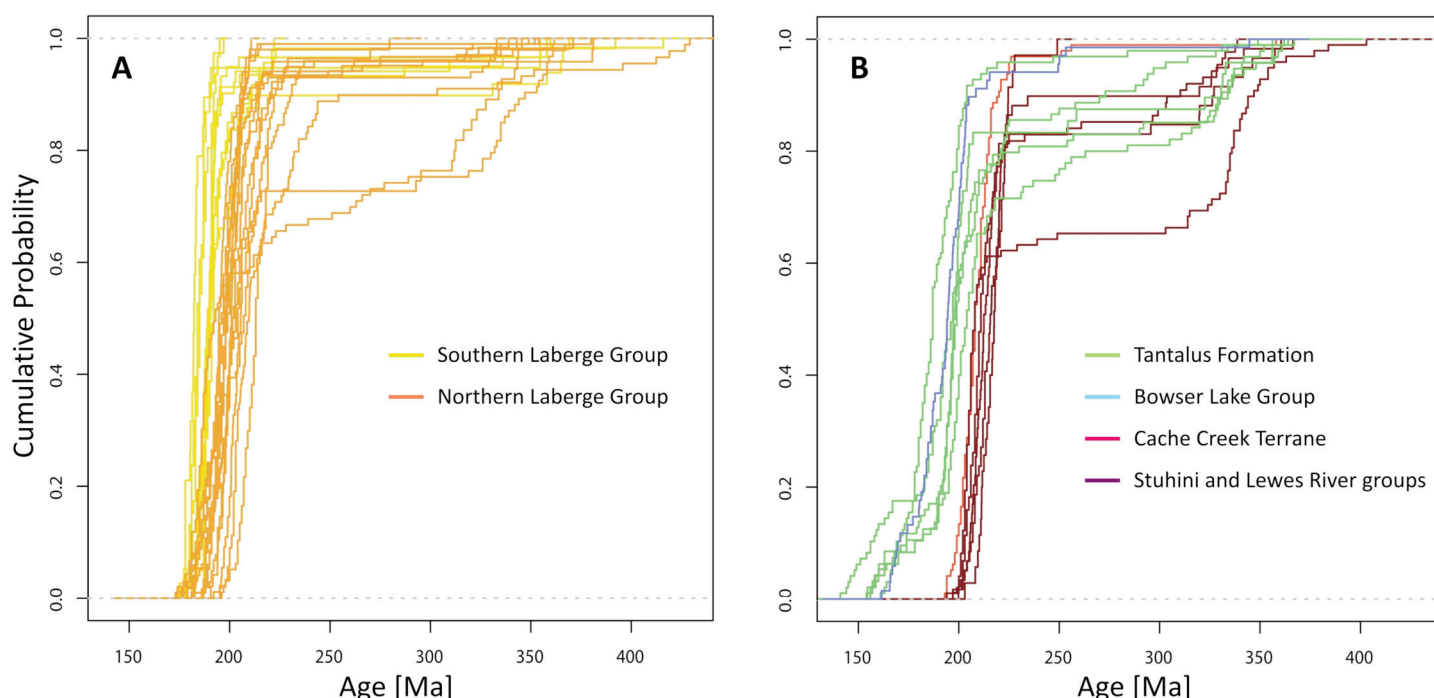 A
B
Cumulative Probability
1.0
0.8
0.6
0.4
0.2
0.0
1.0
0.8
0.6
0.4
0.2
0.0
Southern Laberge Group
Northern Laberge Group
Tantalus Formation
Bowser Lake Group
Cache Creek Terrane
Stuhini and Lewes River groups
150 200 250 300 350 400
150 200 250 300 350 400
Age [Ma]
Age [Ma]